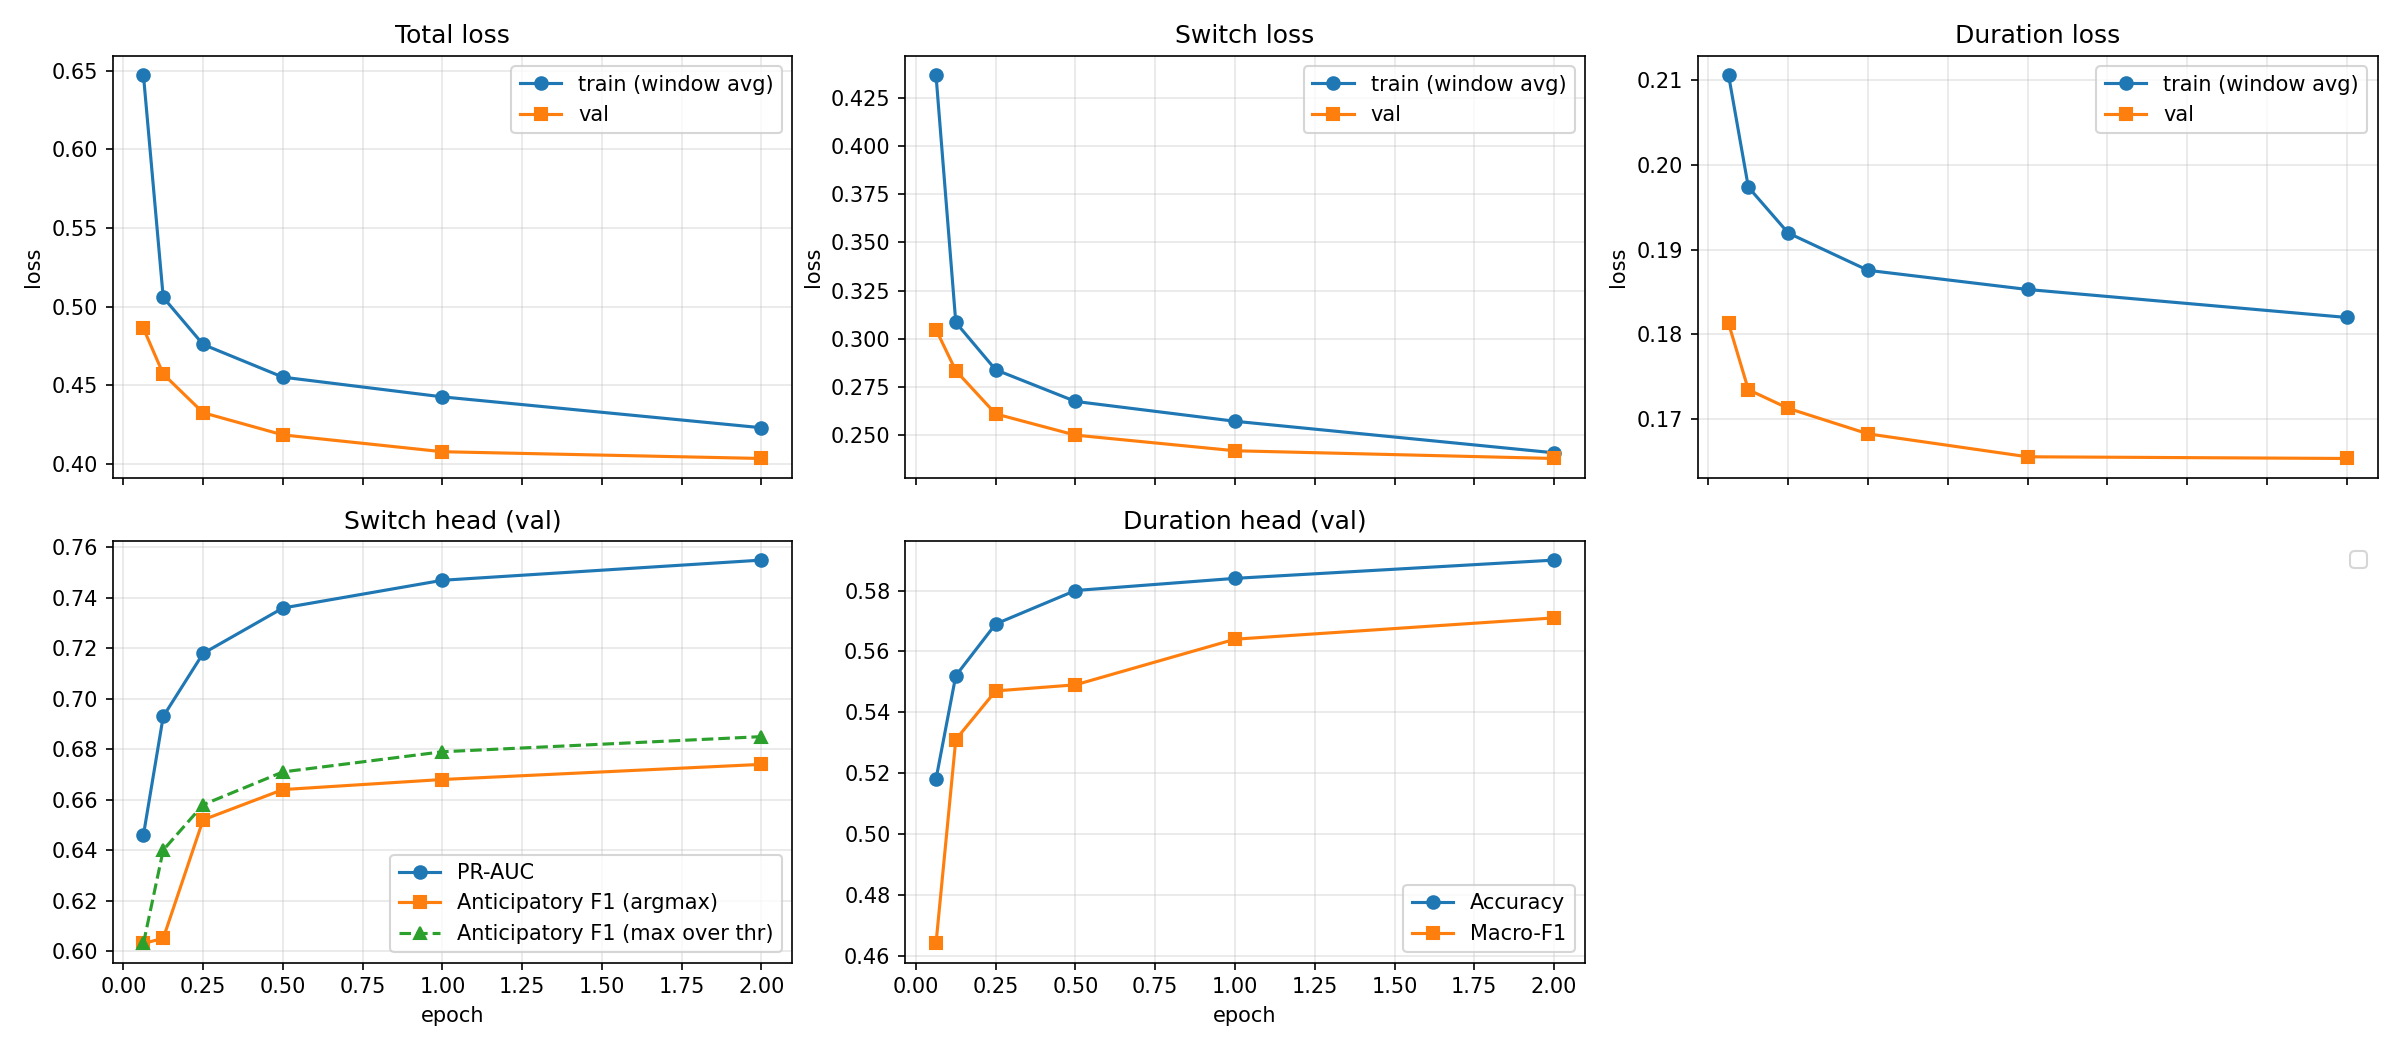 Total loss
loss
0.65
0.60
0.55
0.50
0.45
0.40
train (window avg)
val
Switch loss
loss
0.425
0.400
0.375
0.350
0.325
0.300
0.275
0.250
train (window avg)
val
Duration loss
loss
0.21
0.20
0.19
0.18
0.17
train (window avg)
val
Switch head (val)
0.76
0.74
0.72
0.70
0.68
0.66
0.64
0.62
0.60
PR-AUC
Anticipatory F1 (argmax)
Anticipatory F1 (max over thr)
0.00 0.25 0.50 0.75 1.00 1.25 1.50 1.75 2.00
epoch
Duration head (val)
0.58
0.56
0.54
0.52
0.50
0.48
0.46
Accuracy
Macro-F1
0.00 0.25 0.50 0.75 1.00 1.25 1.50 1.75 2.00
epoch